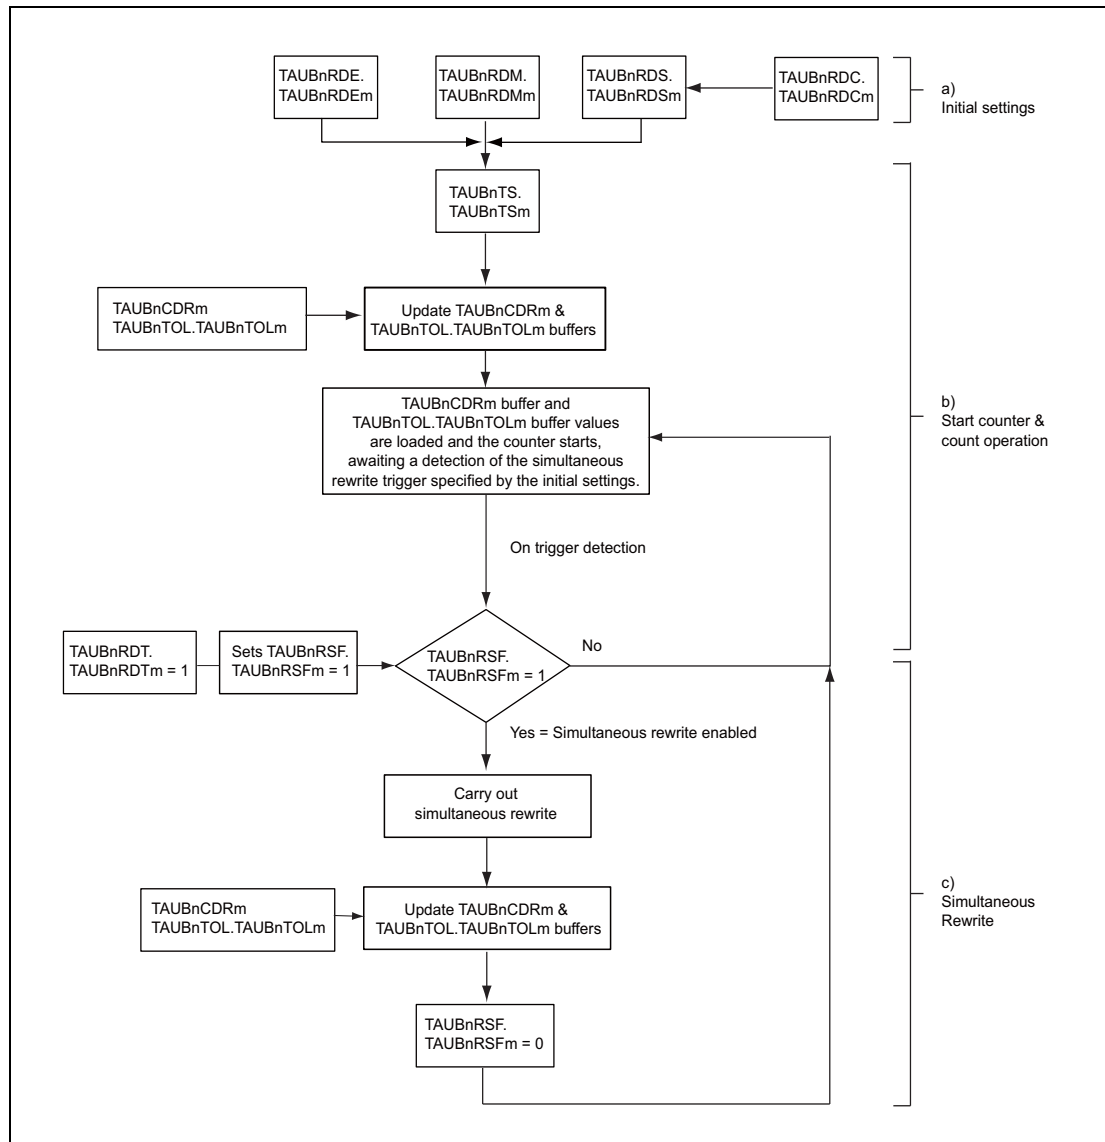 TAUBnRDE.
TAUBnRDEm
TAUBnRDM.
TAUBnRDMm
TAUBnRDS.
TAUBnRDSm
TAUBnRDC.
TAUBnRDCm
a)
Initial settings
TAUBnTS.
TAUBnTSm
TAUBnCDRm
TAUBnTOL.TAUBnTOLm
Update TAUBnCDRm &
TAUBnTOL.TAUBnTOLm buffers
TAUBnCDRm buffer and
TAUBnTOL.TAUBnTOLm buffer values
are loaded and the counter starts,
awaiting a detection of the simultaneous
rewrite trigger specified by the initial settings.
b)
Start counter &
count operation
On trigger detection
TAUBnRDT.
TAUBnRDTm = 1
Sets TAUBnRSF.
TAUBnRSFm = 1
TAUBnRSF.
TAUBnRSFm = 1
No
Yes = Simultaneous rewrite enabled
Carry out
simultaneous rewrite
TAUBnCDRm
TAUBnTOL.TAUBnTOLm
Update TAUBnCDRm &
TAUBnTOL.TAUBnTOLm buffers
c)
Simultaneous
Rewrite
TAUBnRSF.
TAUBnRSFm = 0